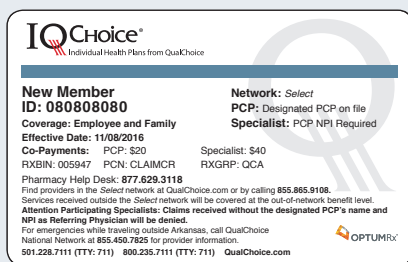 IQ CHOICE®
Individual Health Plans from QualChoice
New Member
ID: 080808080
Coverage: Employee and Family
Effective Date: 11/08/2016
Network: Select
PCP: Designated PCP on file
Specialist: PCP NPI Required
Co-Payments: PCP: $20 Specialist: $40
RXBIN: 005947 PCN: CLAIMCR RXGRP: QCA
Pharmacy Help Desk: 877.629.3118
Find providers in the Select network at QualChoice.com or by calling 855.865.9108.
Services received outside the Select network will be covered at the out-of-network benefit level.
Attention Participating Specialists: Claims received without the designated PCP's name and
NPI as Referring Physician will be denied.
For emergencies while traveling outside Arkansas, call QualChoice
National Network at 855.450.7825 for provider information.
501.228.7111 (TTY: 711) 800.235.7111 (TTY: 711) QualChoice.com
OPTUMRx®